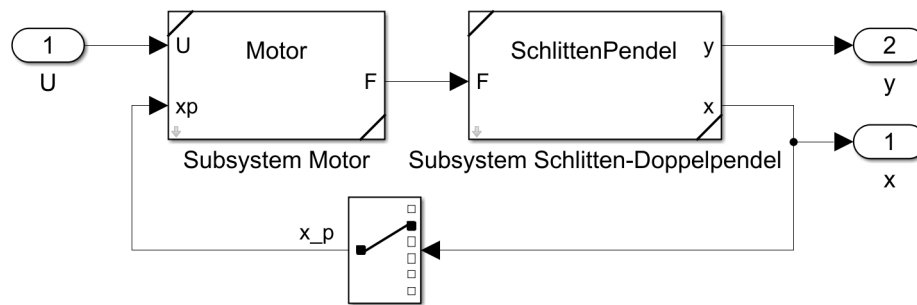 1
U
U
Motor
F
xp
Subsystem Motor
F
SchlittenPendel
y
x
Subsystem Schlitten-Doppelpendel
2
y
1
x
x_p